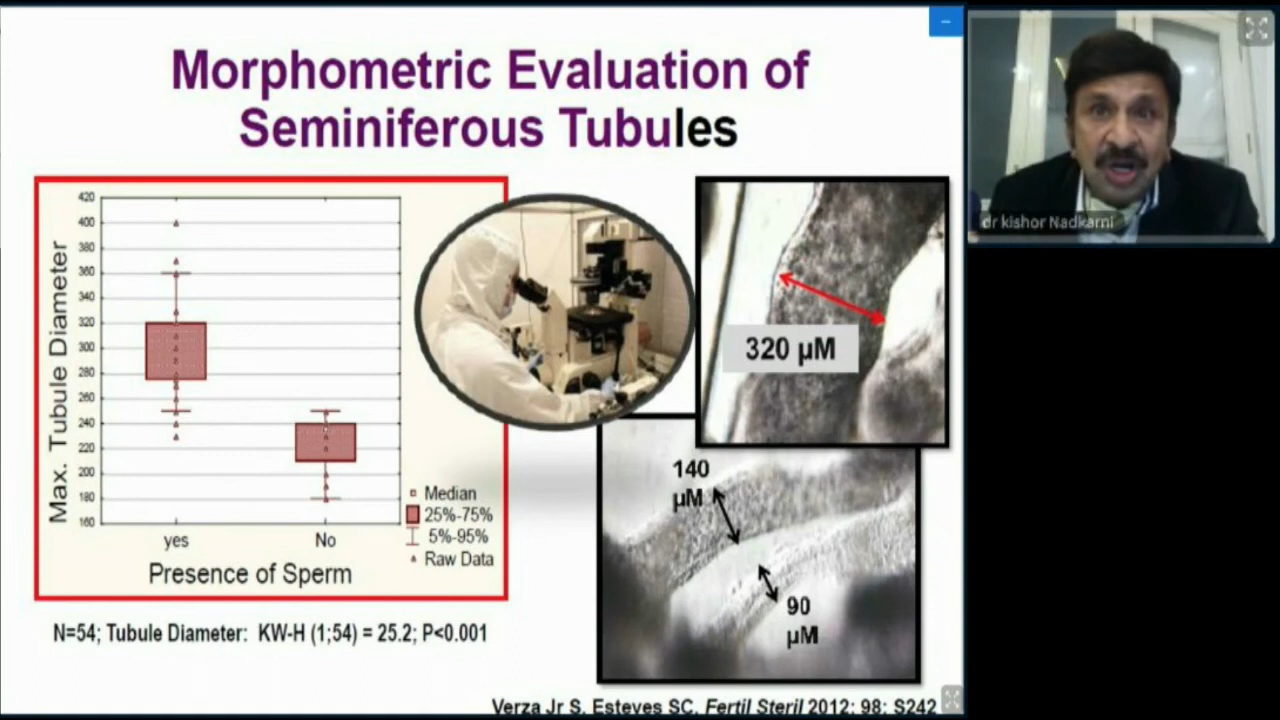 Morphometric Evaluation of
Seminiferous Tubules
dr kishor Nadkarni
Max. Tubule Diameter
420
400
380
360
340
320
300
280
260
240
220
200
180
160
yes
No
Presence of Sperm
Median
25%-75%
5%-95%
Raw Data
320 µM
140
µM
90
µM
N=54; Tubule Diameter: KW-H (1;54) = 25.2; P<0.001
Verza Jr S, Esteves SC. Fertil Steril 2012; 98: S242